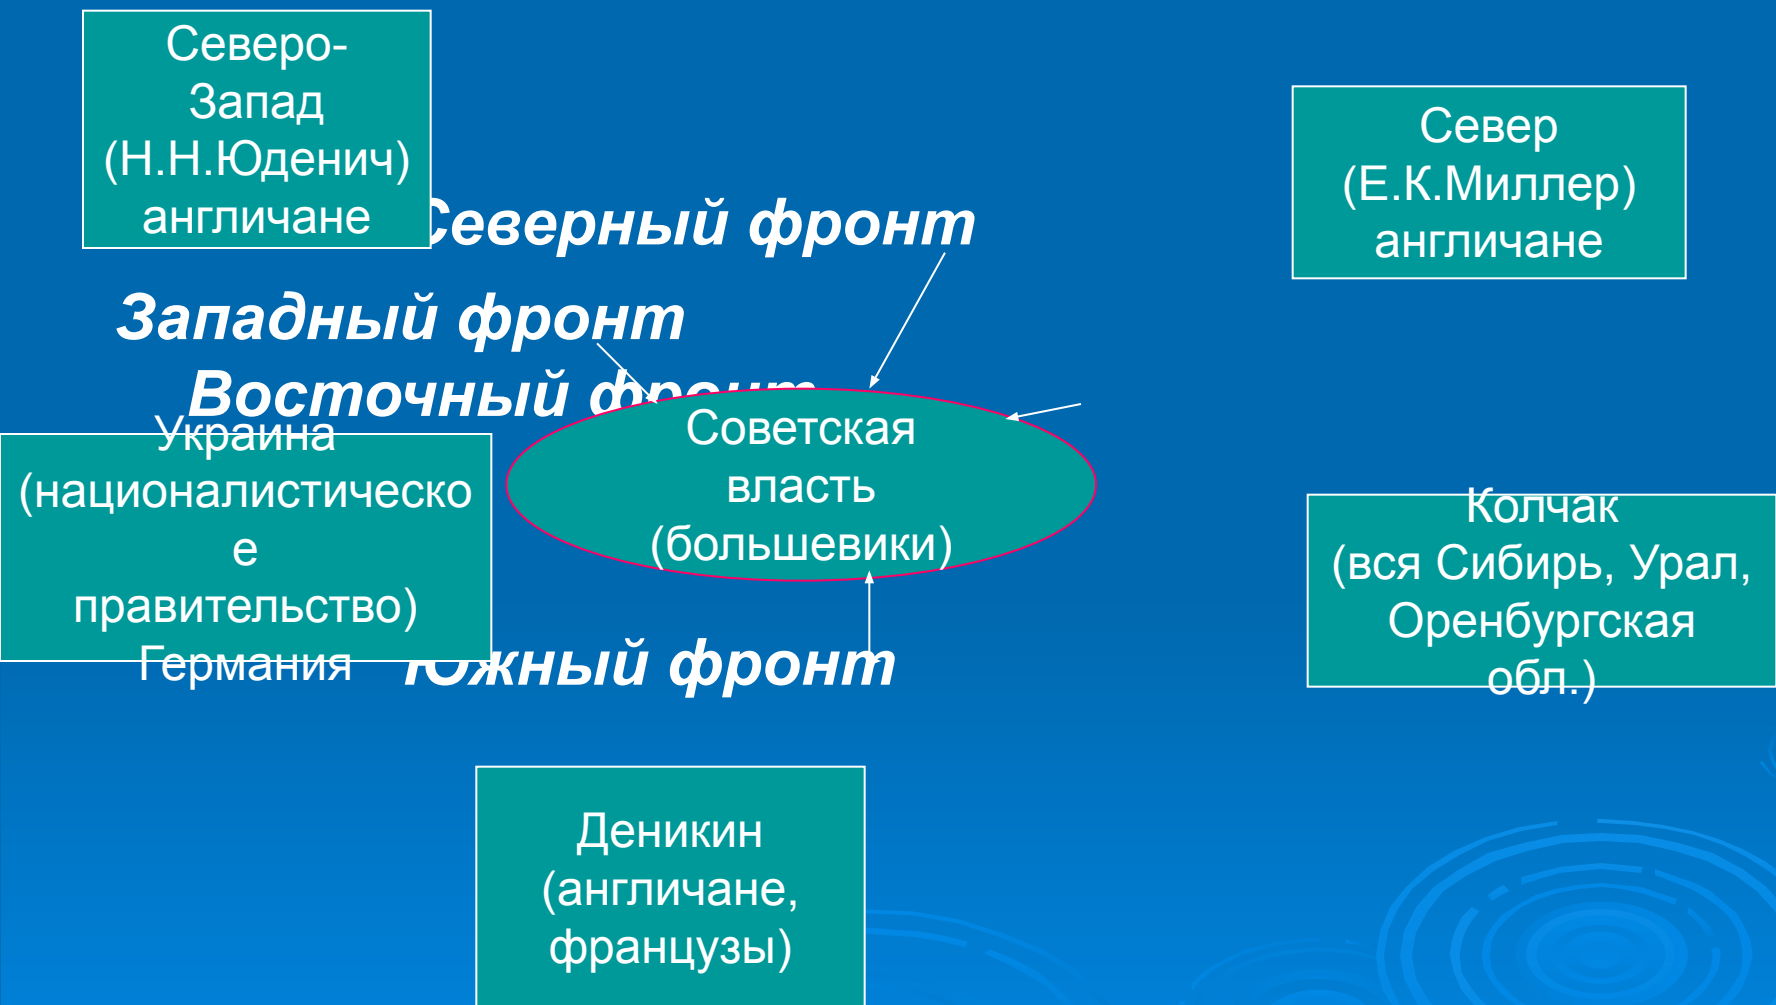 Северо-
Запад
(Н.Н.Юденич)
англичане
Север
(Е.К.Миллер)
англичане
Северный фронт
Западный фронт
Восточный фронт
Советская
власть
(большевики)
Украина
(националистическо
е
правительство)
Германия
Колчак
(вся Сибирь, Урал,
Оренбургская
обл.)
Южный фронт
Деникин
(англичане,
французы)